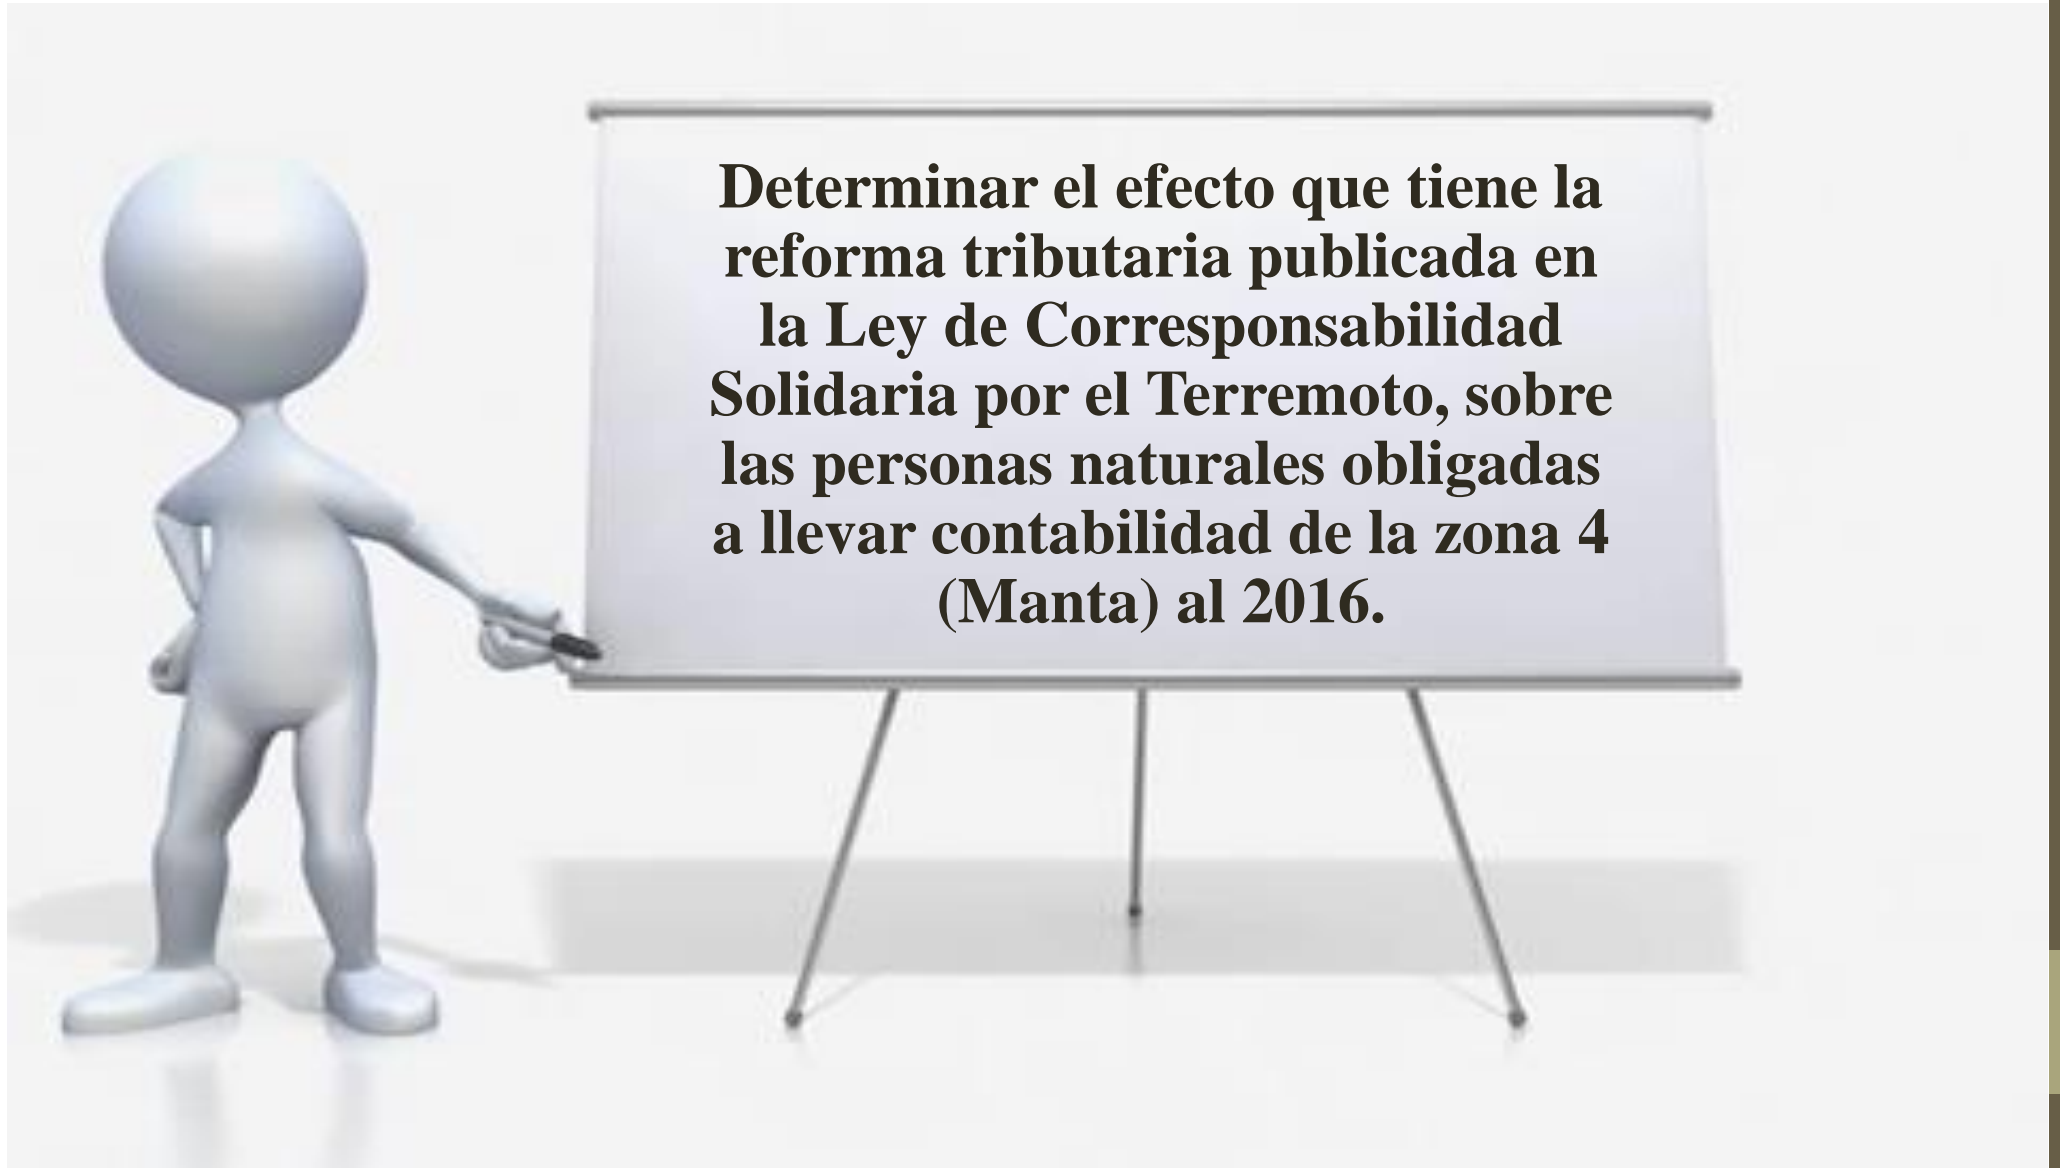 Determinar el efecto que tiene la
reforma tributaria publicada en
la Ley de Corresponsabilidad
Solidaria por el Terremoto, sobre
las personas naturales obligadas
a llevar contabilidad de la zona 4
(Manta) al 2016.